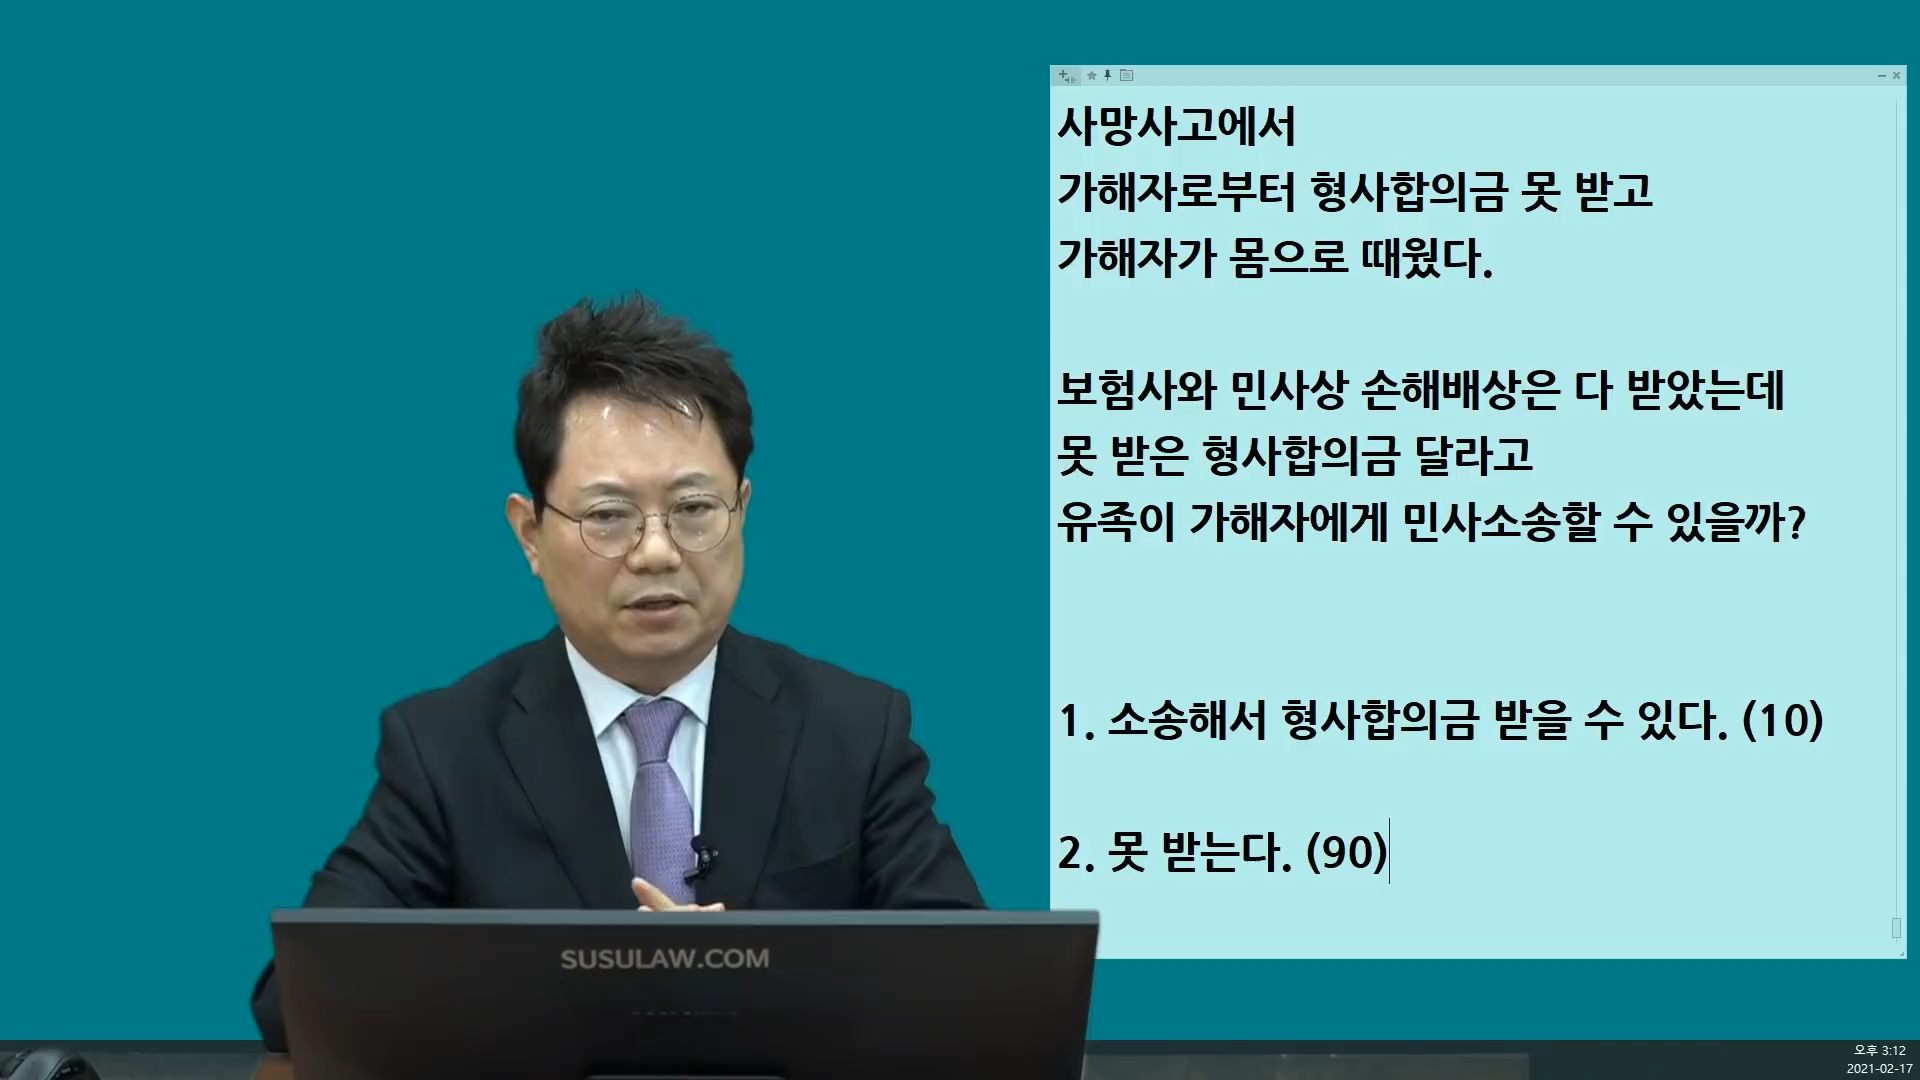 사망사고에서
가해자로부터 형사합의금 못 받고
가해자가 몸으로 때웠다.
보험사와 민사상 손해배상은 다 받았는데
못 받은 형사합의금 달라고
유족이 가해자에게 민사소송할 수 있을까?
1. 소송해서 형사합의금 받을 수 있다. (10)
2. 못 받는다. (90)
SUSULAW.COM
오후 3:12
2021-02-17